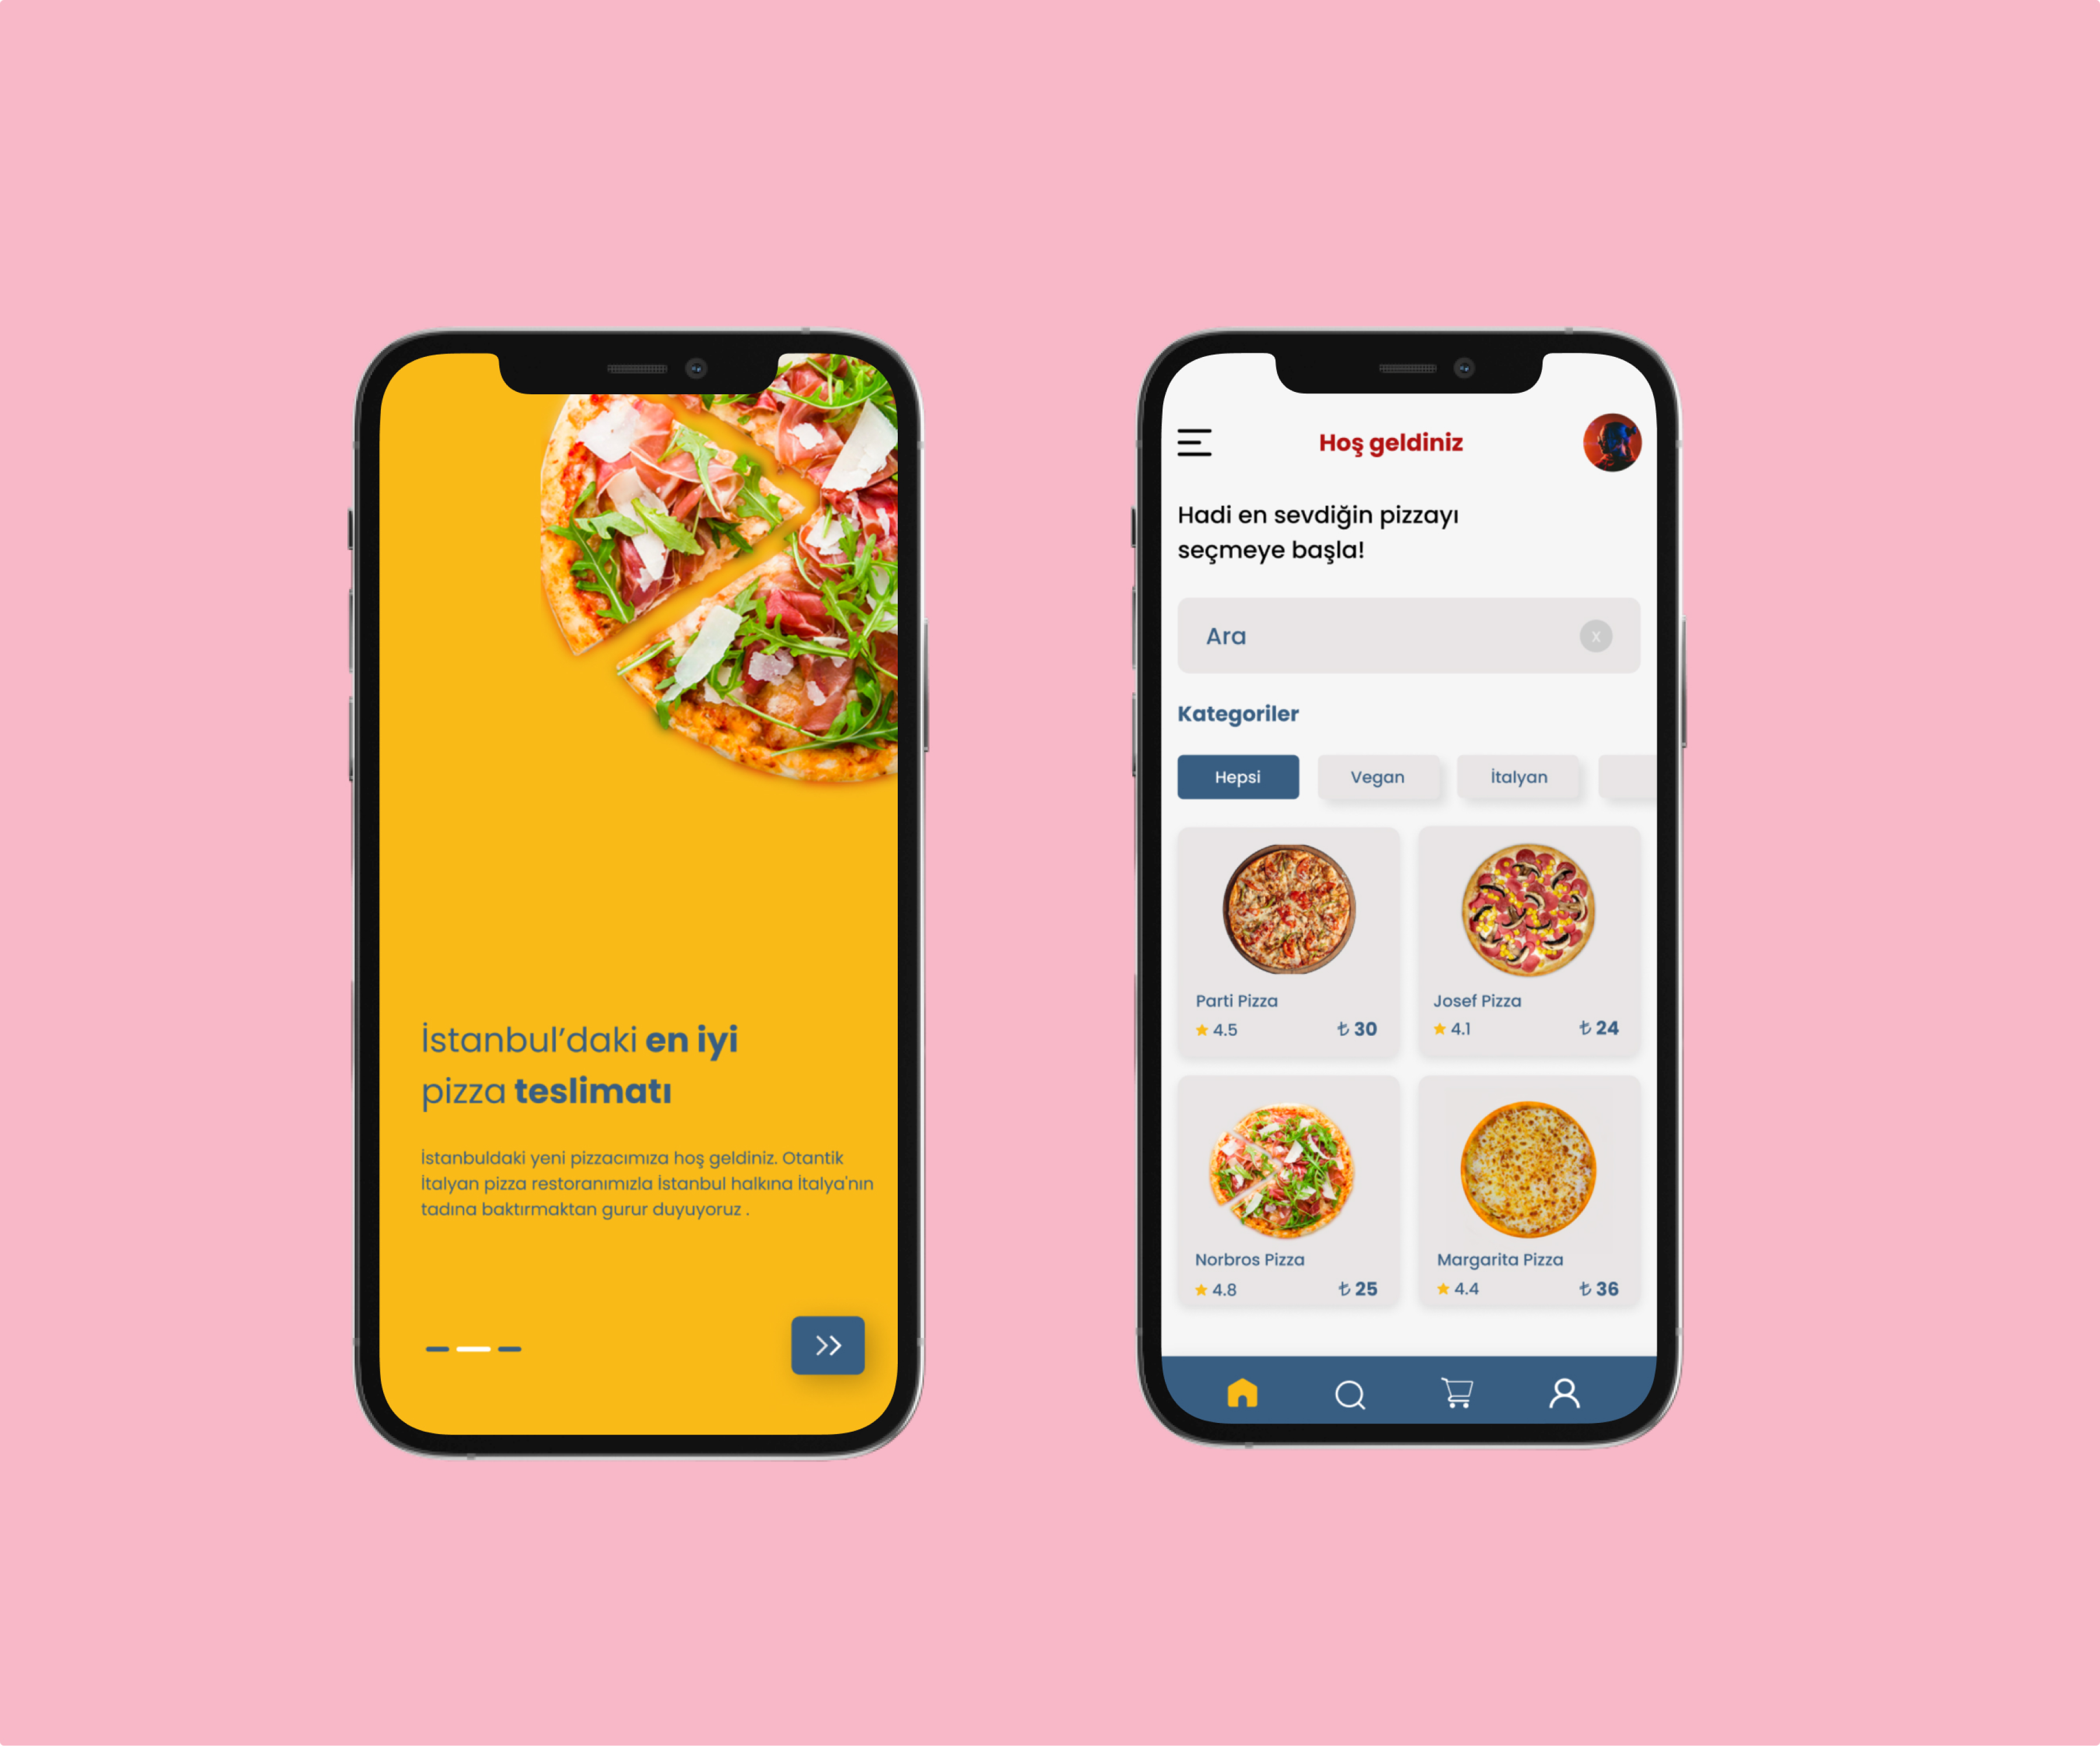 İstanbul’daki en iyi
pizza teslimatı
İstanbuldaki yeni pizzacımıza hoş geldiniz. Otantik
İtalyan pizza restoranımızla İstanbul halkına İtalya'nın
tadına baktırmaktan gurur duyuyoruz .
Hoş geldiniz
Hadi en sevdiğin pizzayı
seçmeye başla!
Ara
x
Kategoriler
Hepsi Vegan İtalyan
Parti Pizza Josef Pizza
4.5 ₺ 30 4.1 ₺ 24
Norbros Pizza Margarita Pizza
4.8 ₺ 25 4.4 ₺ 36